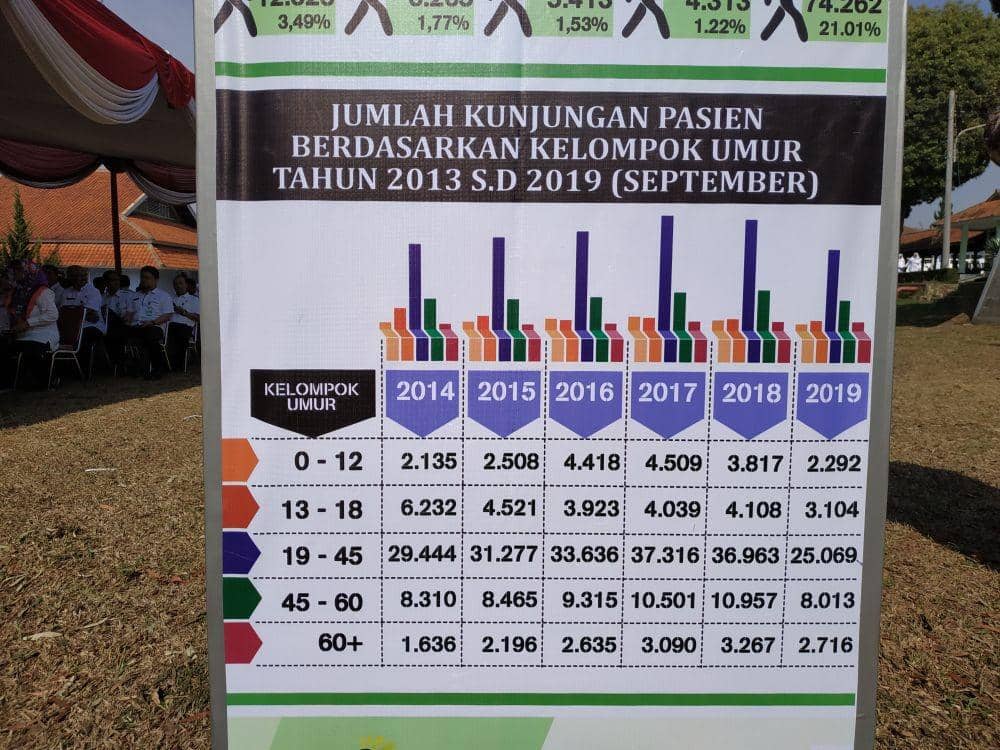 3,49% 1,77% 1,53% 1.22% 21.01%
JUMLAH KUNJUNGAN PASIEN
BERDASARKAN KELOMPOK UMUR
TAHUN 2013 S.D 2019 (SEPTEMBER)
KELOMPOK
UMUR
2014 2015 2016 2017 2018 2019
0 - 12 2.135 2.508 4.418 4.509 3.817 2.292
13 - 18 6.232 4.521 3.923 4.039 4.108 3.104
19 - 45 29.444 31.277 33.636 37.316 36.963 25.069
45 - 60 8.310 8.465 9.315 10.501 10.957 8.013
60+ 1.636 2.196 2.635 3.090 3.267 2.716